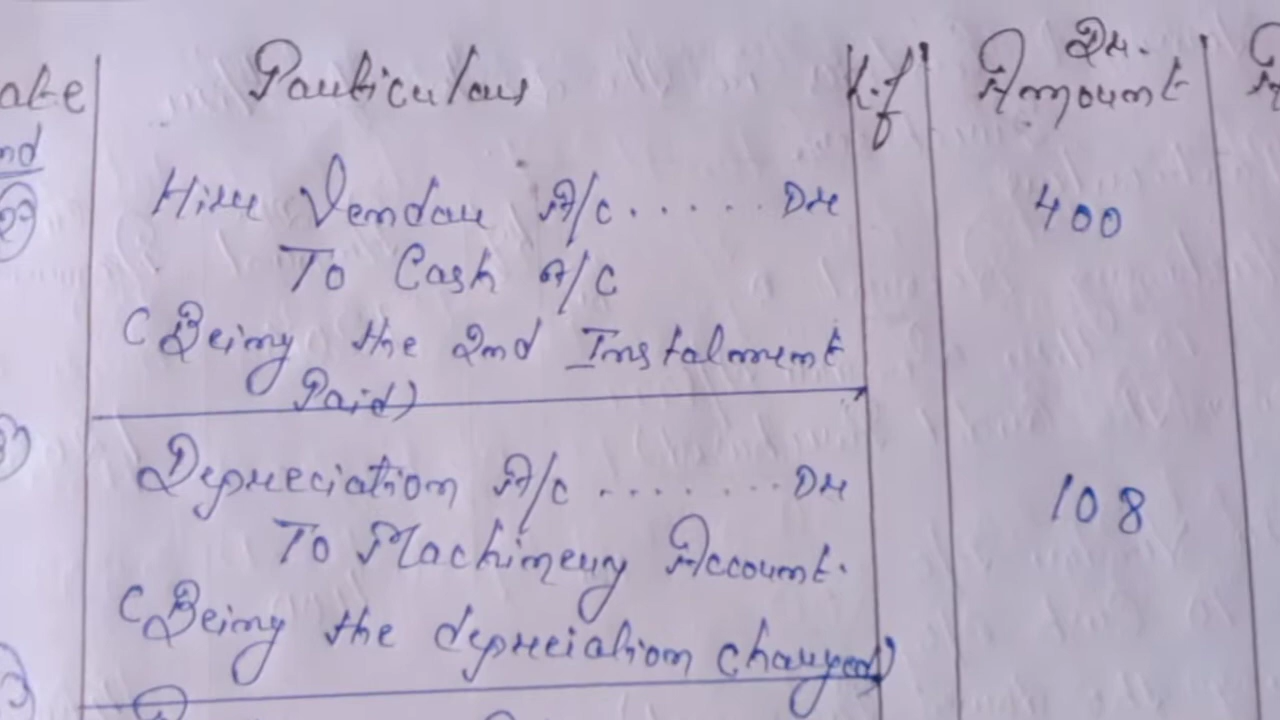 Particulars L.f Dr.
Amount
Hire Vendor A/c...... Dr 400
To Cash A/C
(Being the 2nd Instalment
Paid)
Depreciation A/c ....... Dr 108
To Machinery Account.
(Being the depreciation charged)